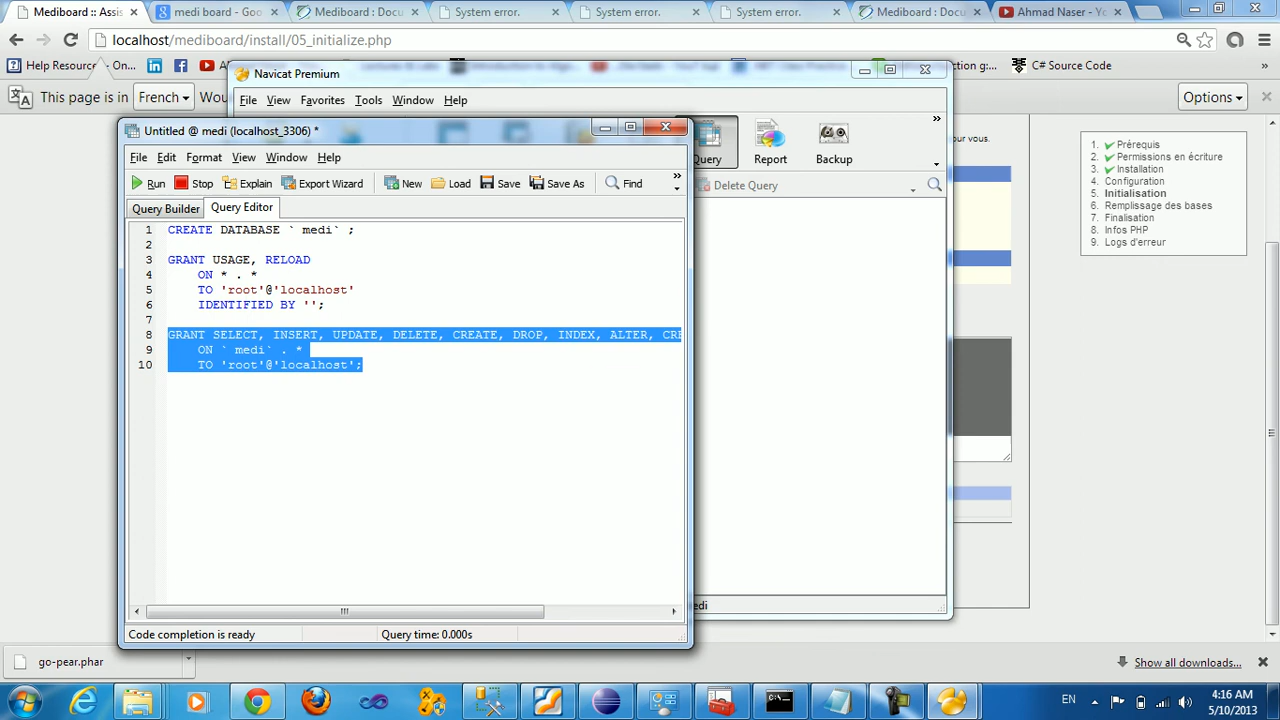 Mediboard :: Assis
medi board - Goo
Mediboard : Docu
System error.
System error.
System error.
Mediboard : Docu
Ahmad Naser - Yo
localhost/mediboard/install/05_initialize.php
Help Resource
On...
C# Source Code
This page is in French Wou
Options
Navicat Premium
File View Favorites Tools Window Help
Query Report Backup
Delete Query
Untitled @ medi (localhost_3306) *
File Edit Format View Window Help
Run Stop Explain Export Wizard New Load Save Save As Find
Query Builder Query Editor
1 CREATE DATABASE ` medi` ;
2
3 GRANT USAGE, RELOAD
4 ON * . *
5 TO 'root'@'localhost'
6 IDENTIFIED BY '';
7
8 GRANT SELECT, INSERT, UPDATE, DELETE, CREATE, DROP, INDEX, ALTER, CRE
9 ON ` medi` . *
10 TO 'root'@'localhost';
Code completion is ready Query time: 0.000s
edi
our vous.
1. Prérequis
2. Permissions en écriture
3. Installation
4. Configuration
5. Initialisation
6. Remplissage des bases
7. Finalisation
8. Infos PHP
9. Logs d'erreur
go-pear.phar
Show all downloads...
EN
4:16 AM
5/10/2013